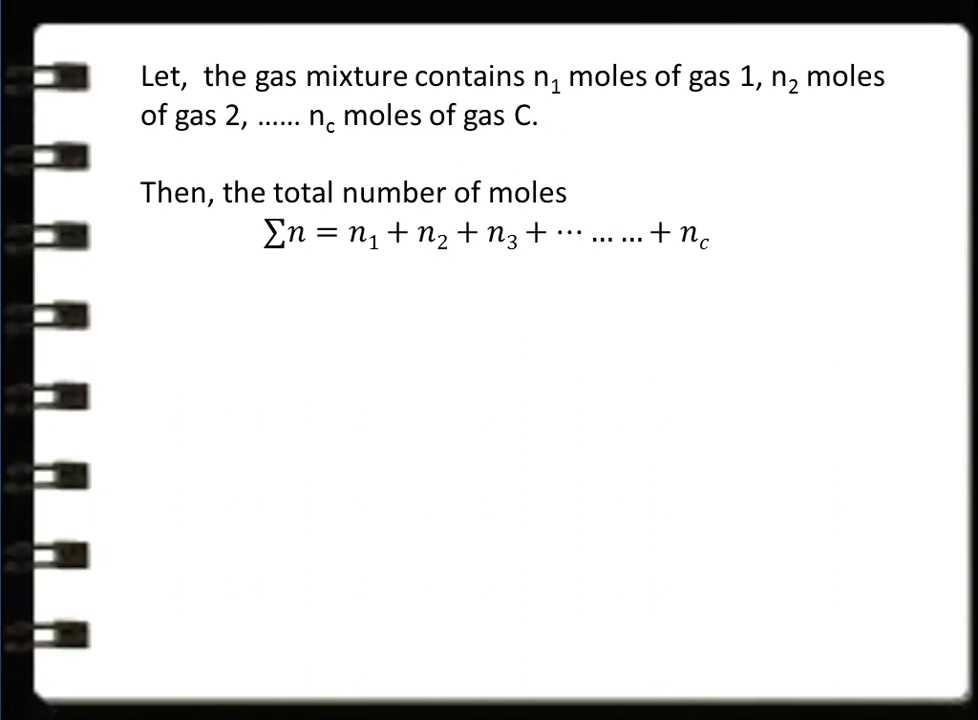 Let,  the gas mixture contains n₁ moles of gas 1, n₂ moles
of gas 2, ...... n꜀ moles of gas C.
Then, the total number of moles
∑n = n₁ + n₂ + n₃ + ⋯ … … + n꜀